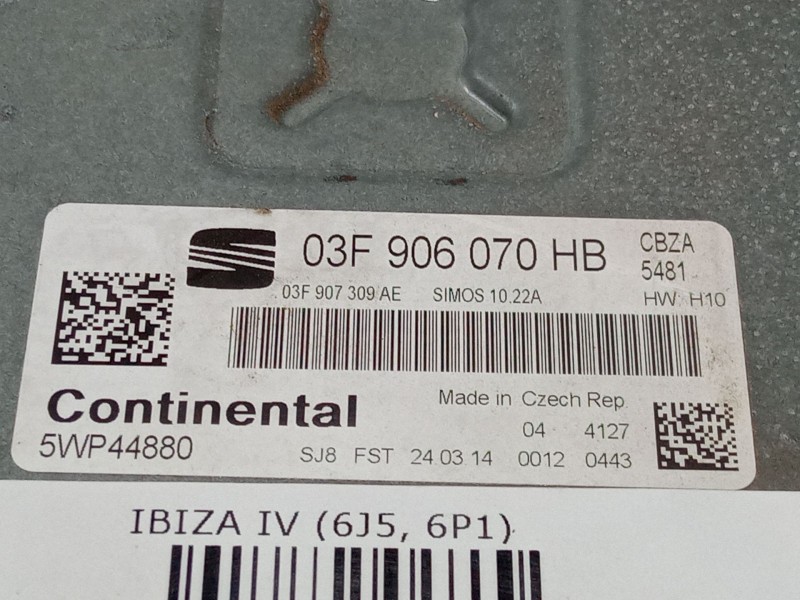 03F 906 070 HB CBZA
5481
03F 907 309 AE SIMOS 10.22A HW: H10
Continental
Made in Czech Rep.
04 4127
5WP44880
SJ8 FST 24.03.14 0012 0443
IBIZA IV (6J5, 6P1)